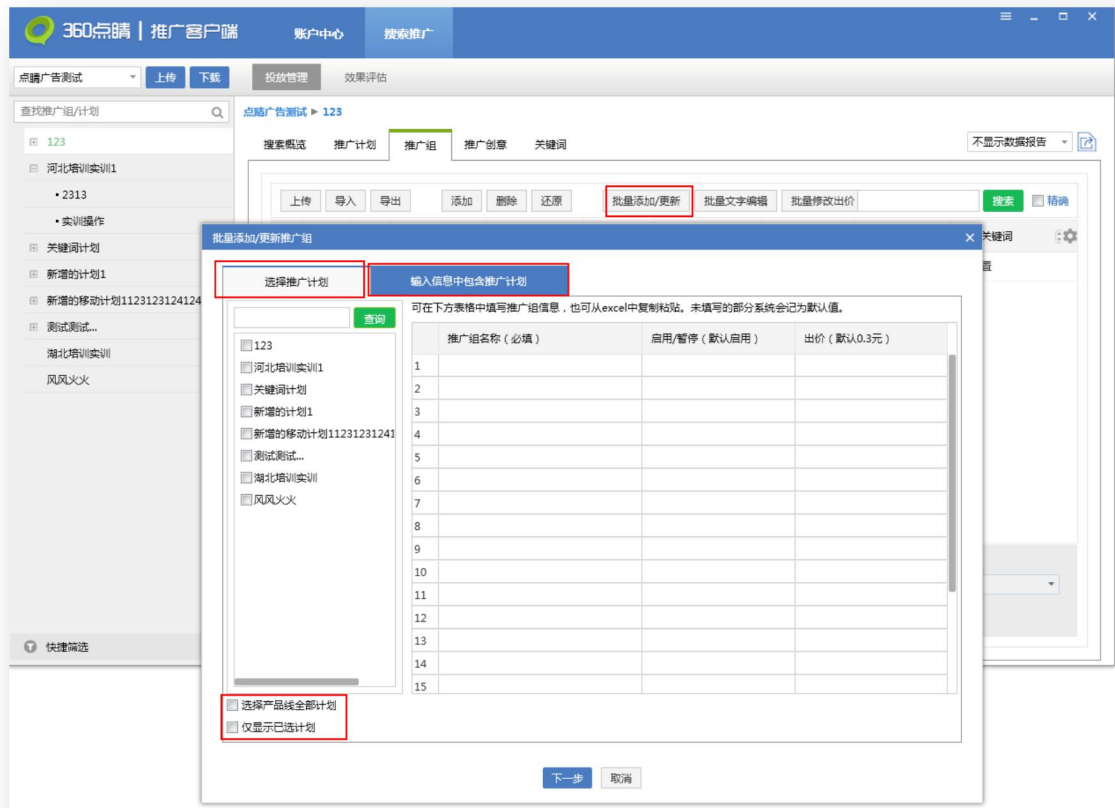 360点睛 | 推广客户端
账户中心
搜索推广
点睛广告测试
上传
下载
投放管理
效果评估
查找推广组/计划
点睛广告测试 ▶ 123
123
河北培训实训1
• 2313
• 实训操作
关键词计划
新增的计划1
新增的移动计划1123123124124
测试测试...
湖北培训实训
风风火火
快捷筛选
搜索概览
推广计划
推广组
推广创意
关键词
不显示数据报告
上传
导入
导出
添加
删除
还原
批量添加/更新
批量文字编辑
批量修改出价
搜索
精确
关键词
批量添加/更新推广组
选择推广计划
输入信息中包含推广计划
查询
123
河北培训实训1
关键词计划
新增的计划1
新增的移动计划11231231241
测试测试...
湖北培训实训
风风火火
可在下方表格中填写推广组信息，也可从excel中复制粘贴。未填写的部分系统会记为默认值。
推广组名称（必填）
启用/暂停（默认启用）
出价（默认0.3元）
1
2
3
4
5
6
7
8
9
10
11
12
13
14
15
选择产品线全部计划
仅显示已选计划
下一步
取消